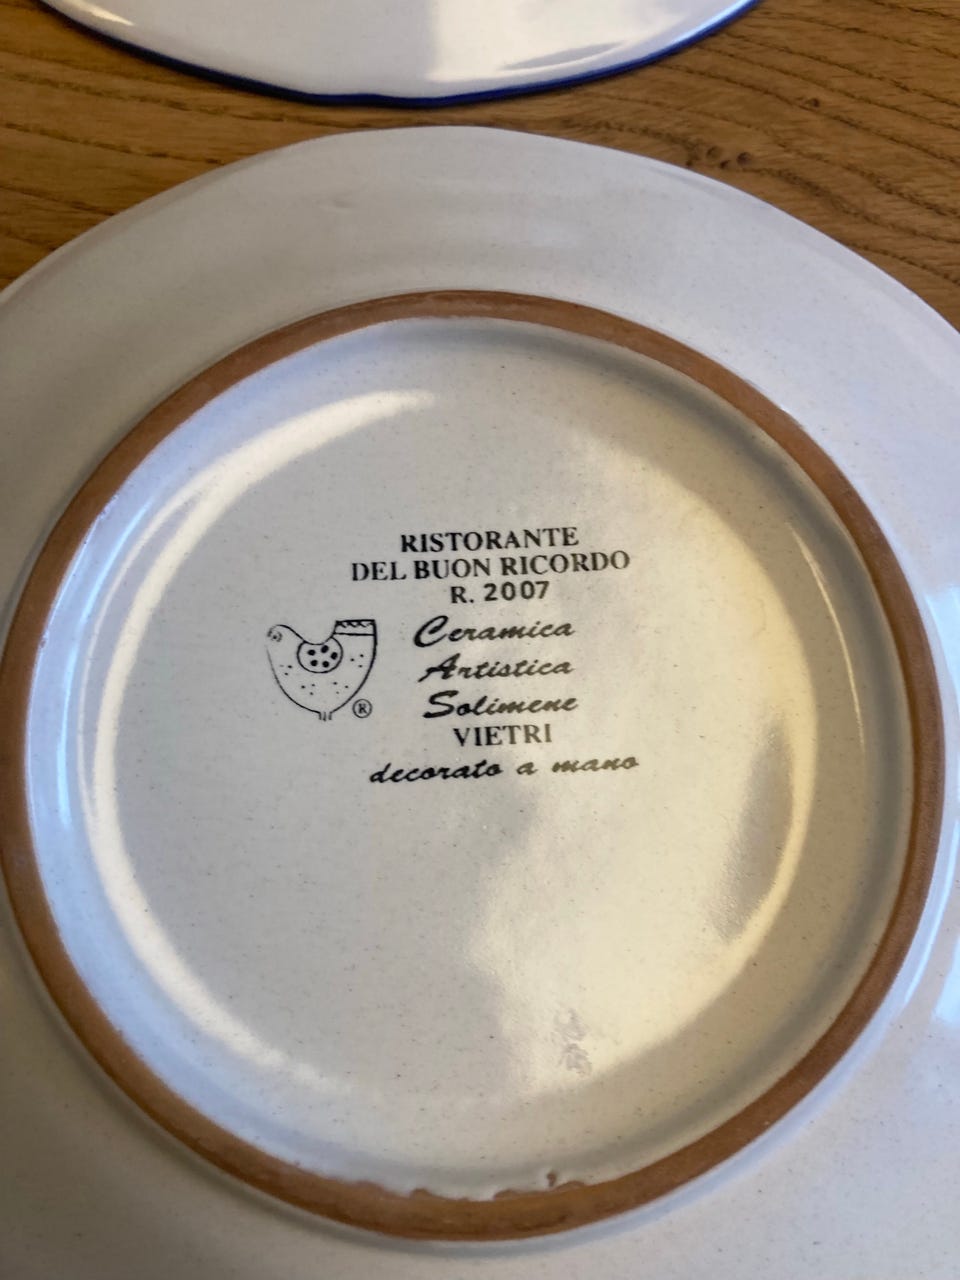 RISTORANTE
DEL BUON RICORDO
R. 2007
Ceramica
Artistica
Solimene
VIETRI
decorato a mano
®